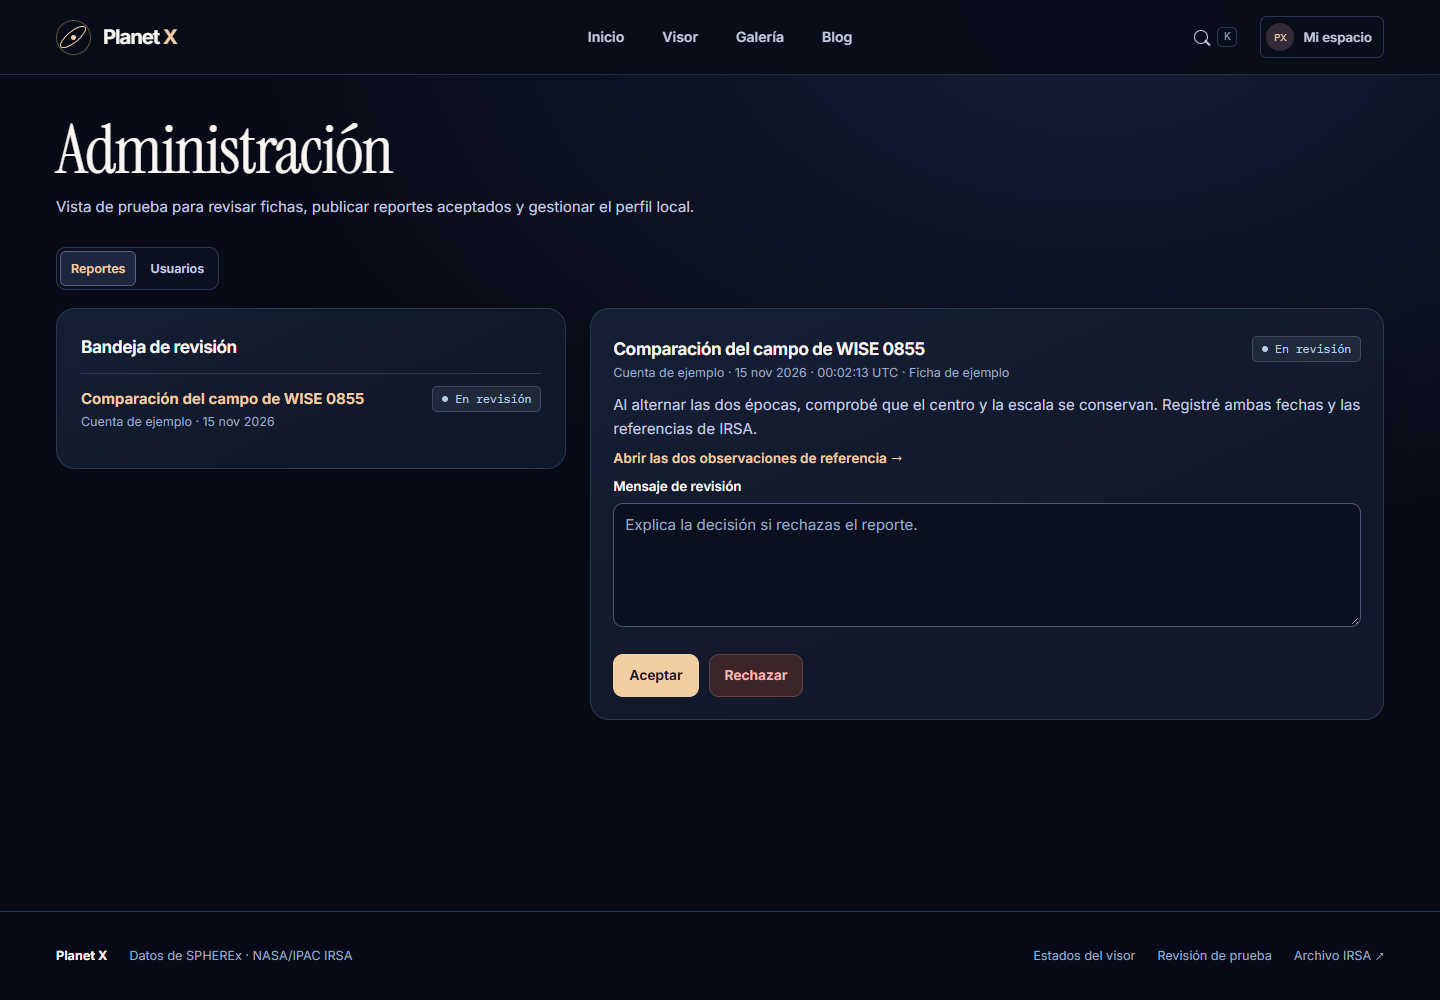 Planet X
Inicio
Visor
Galería
Blog
K
PX
Mi espacio
Administración
Vista de prueba para revisar fichas, publicar reportes aceptados y gestionar el perfil local.
Reportes
Usuarios
Bandeja de revisión
Comparación del campo de WISE 0855
En revisión
Cuenta de ejemplo · 15 nov 2026
Comparación del campo de WISE 0855
En revisión
Cuenta de ejemplo · 15 nov 2026 · 00:02:13 UTC · Ficha de ejemplo
Al alternar las dos épocas, comprobé que el centro y la escala se conservan. Registré ambas fechas y las
referencias de IRSA.
Abrir las dos observaciones de referencia →
Mensaje de revisión
Explica la decisión si rechazas el reporte.
Aceptar
Rechazar
Planet X
Datos de SPHEREx · NASA/IPAC IRSA
Estados del visor
Revisión de prueba
Archivo IRSA ↗